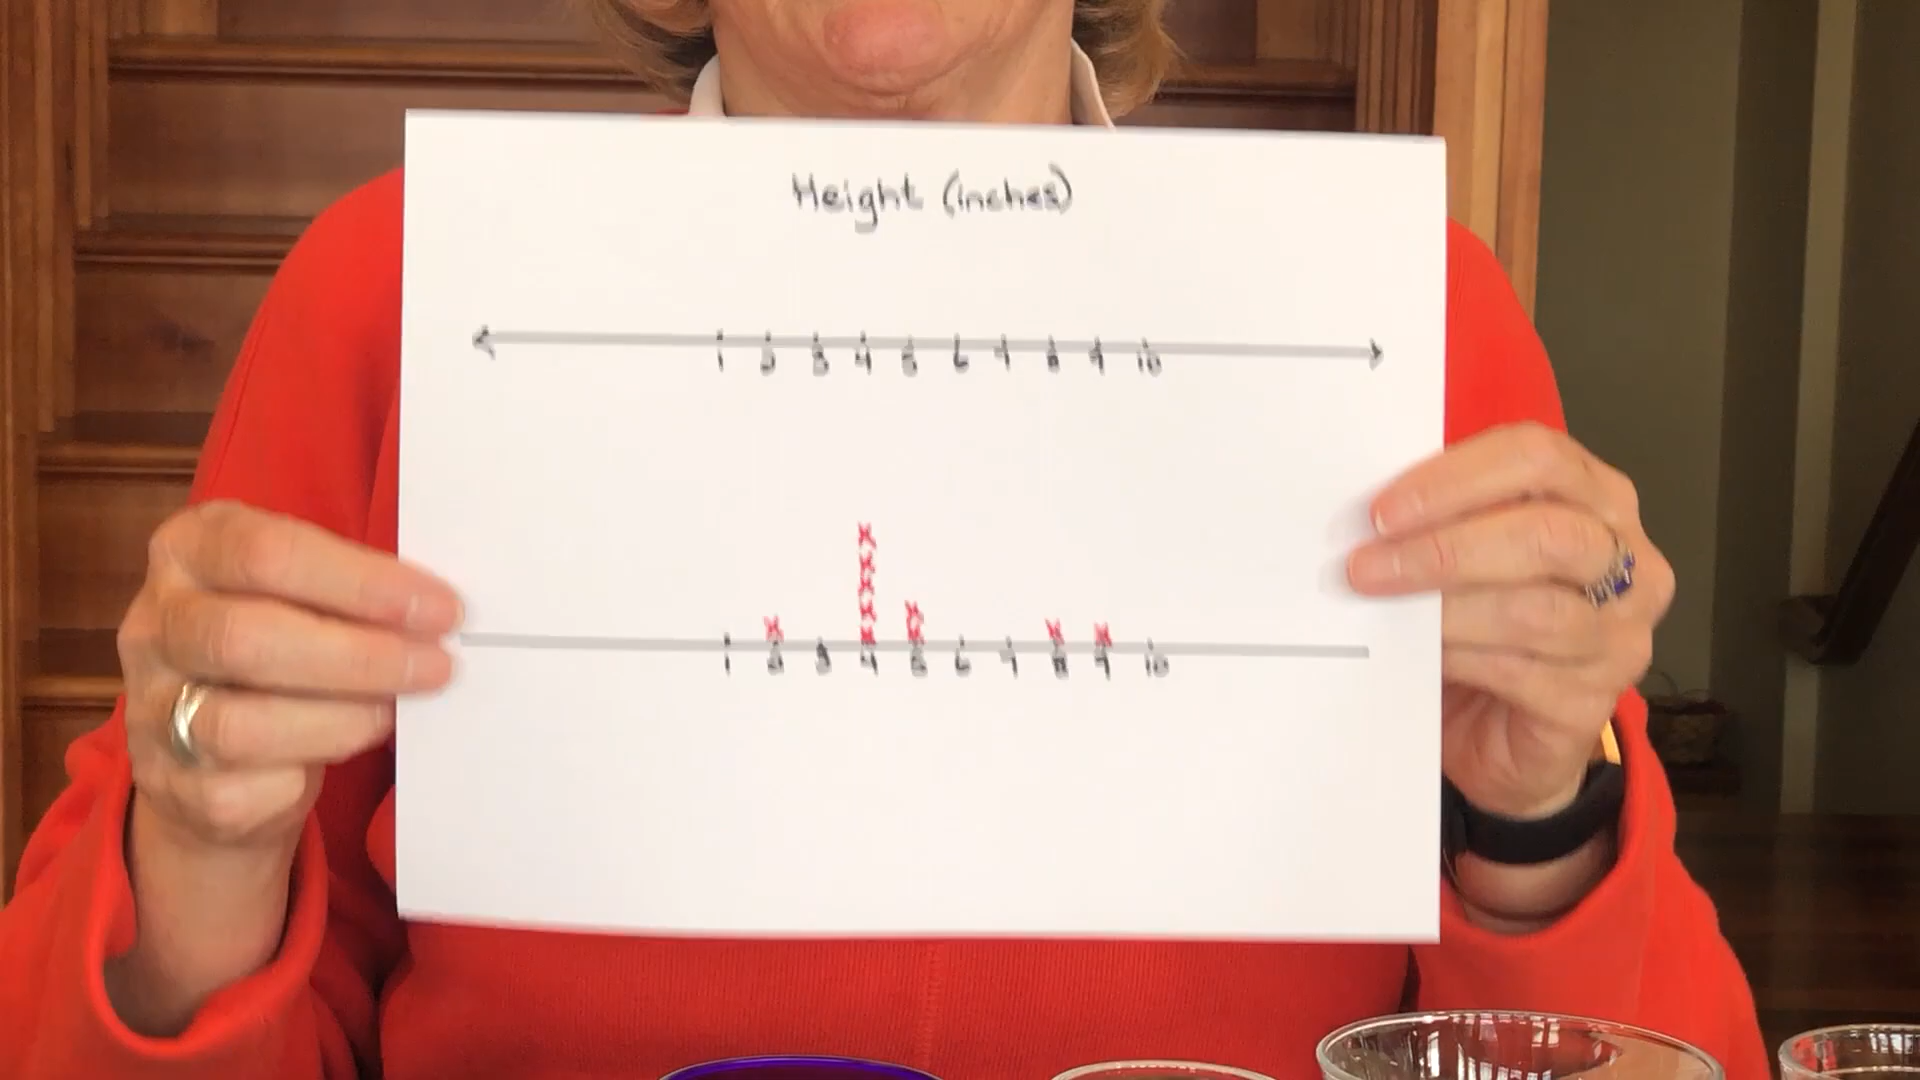 Height (inches)
1 2 3 4 5 6 7 8 9 10
x
x
x
x x
x x x x x
1 2 3 4 5 6 7 8 9 10